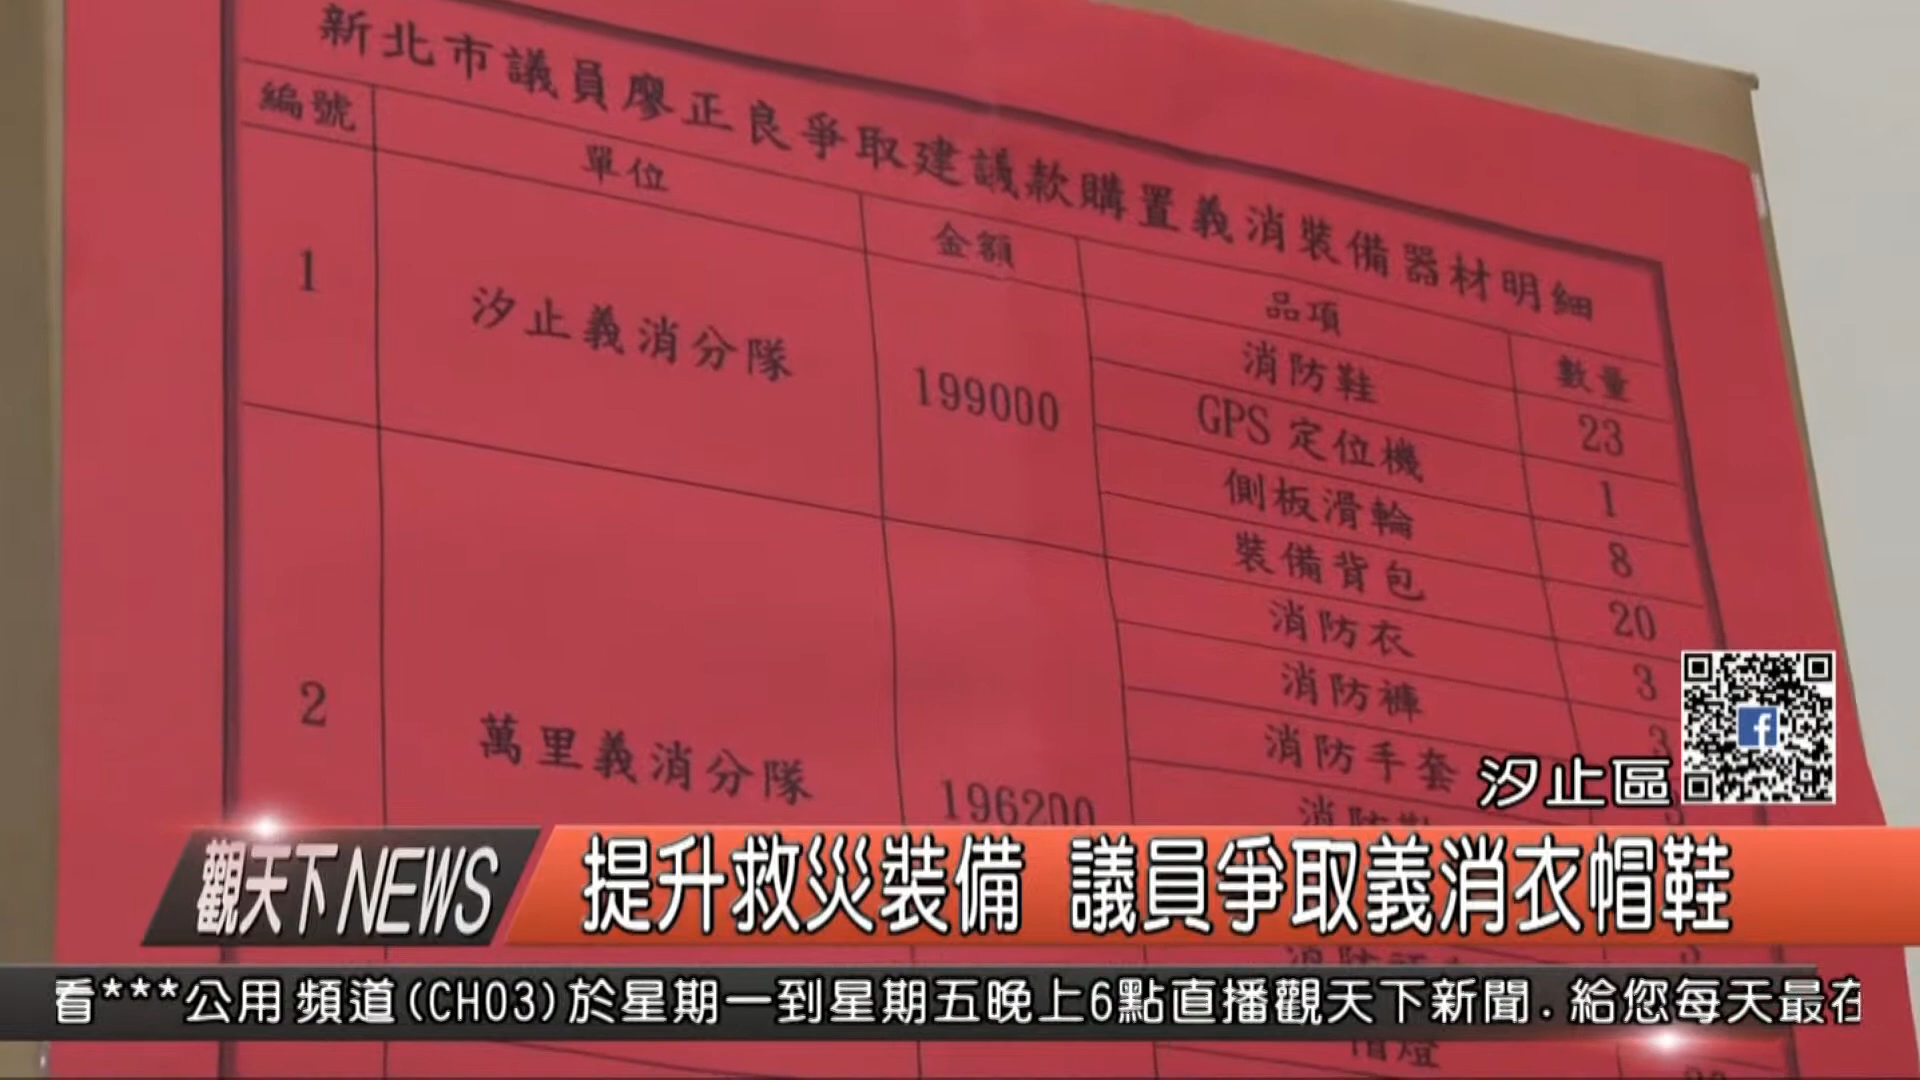 新北市議員廖正良爭取建議款購置義消裝備器材明細
編號 單位 金額 品項 數量
1 汐止義消分隊 199000
消防鞋 23
GPS 定位機 1
側板滑輪 8
裝備背包 20
2 萬里義消分隊 196200
消防衣 3
消防褲 3
消防手套
汐止區
觀天下NEWS
提升救災裝備 議員爭取義消衣帽鞋
看***公用頻道(CH03)於星期一到星期五晚上6點直播觀天下新聞.給您每天最在